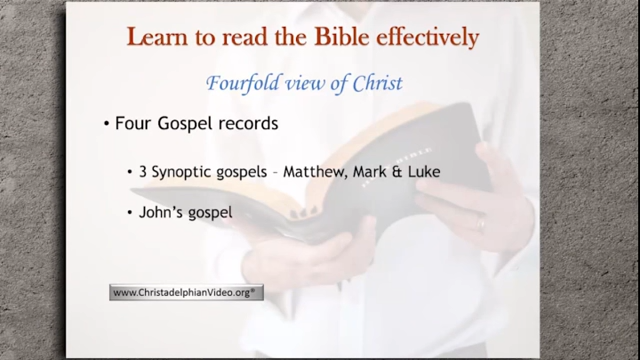 Learn to read the Bible effectively
Fourfold view of Christ
• Four Gospel records
• 3 Synoptic gospels – Matthew, Mark & Luke
• John's gospel
BIBLE
www.ChristadelphianVideo.org®